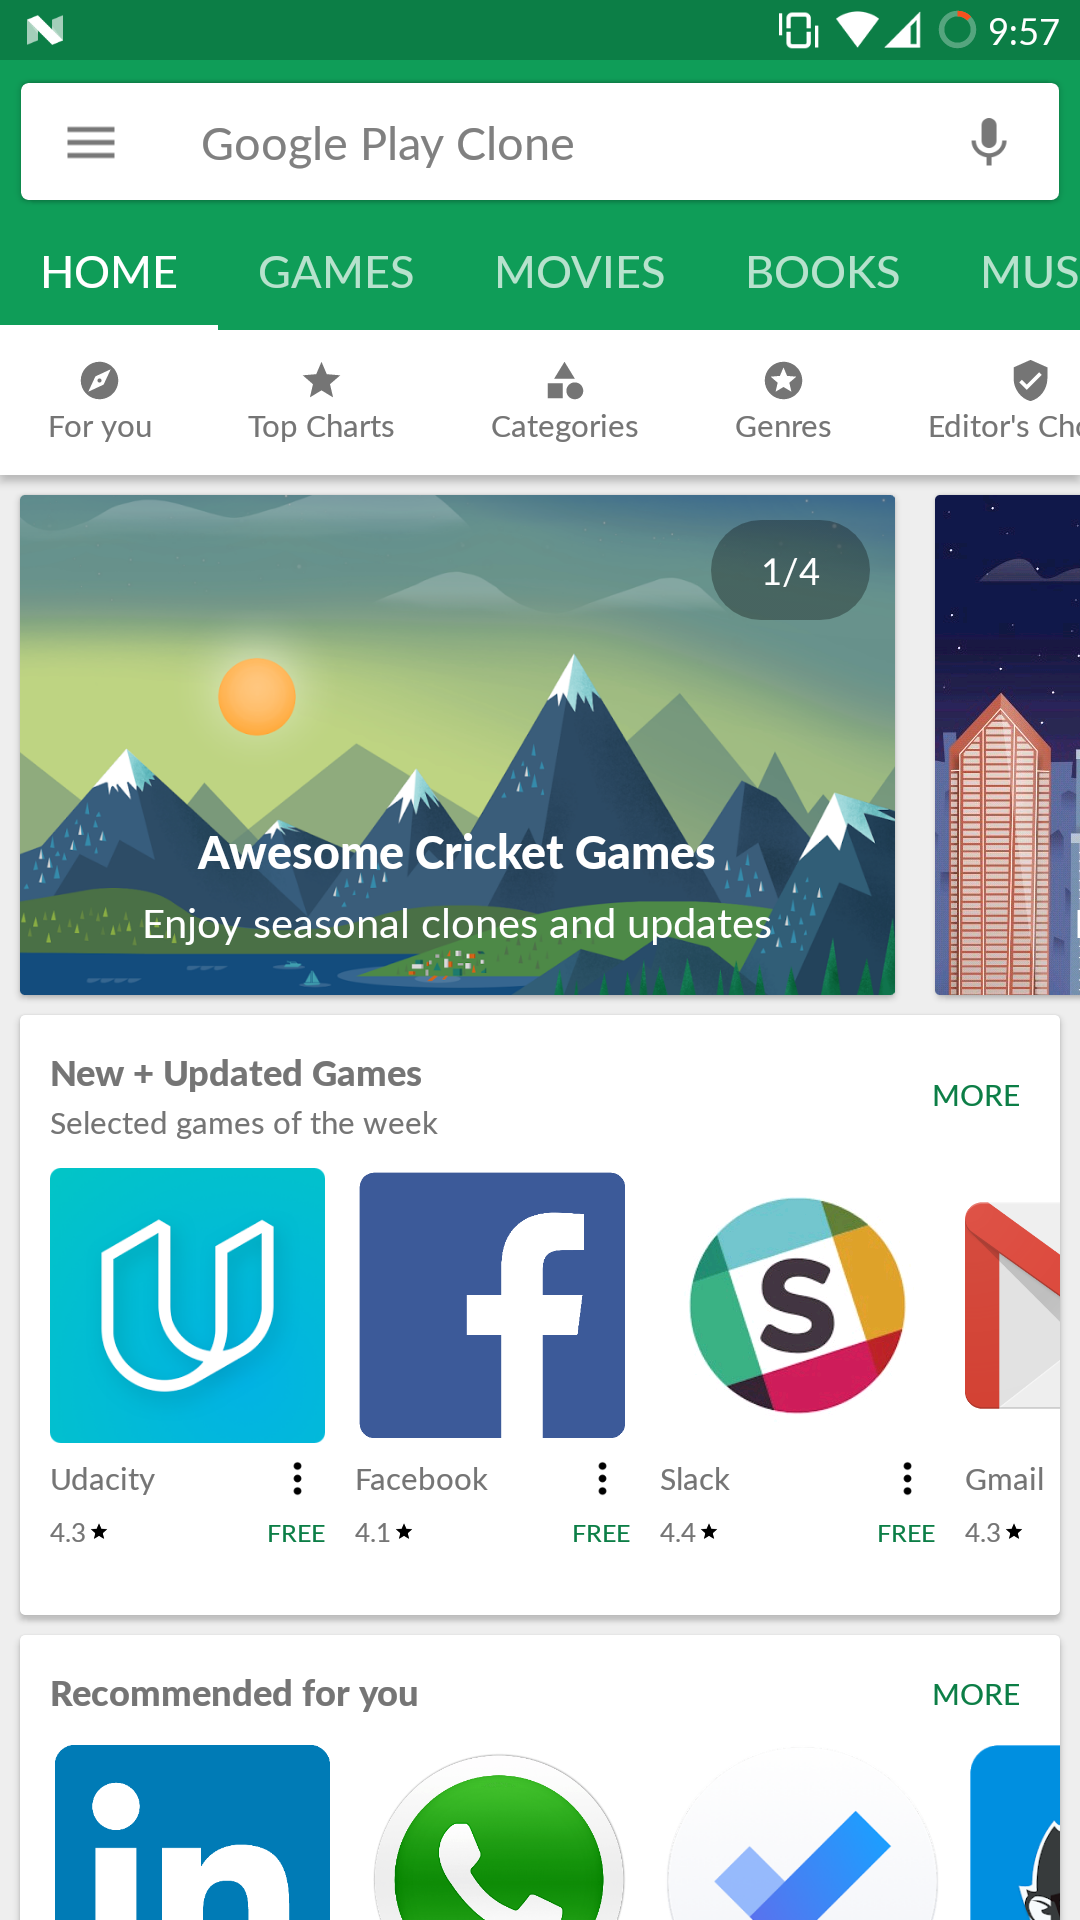 9:57
Google Play Clone
HOME GAMES MOVIES BOOKS MUS
For you Top Charts Categories Genres Editor's Cho
1/4
Awesome Cricket Games
Enjoy seasonal clones and updates
New + Updated Games
MORE
Selected games of the week
S
Udacity Facebook Slack Gmail
4.3 FREE 4.1 FREE 4.4 FREE 4.3
Recommended for you MORE
in